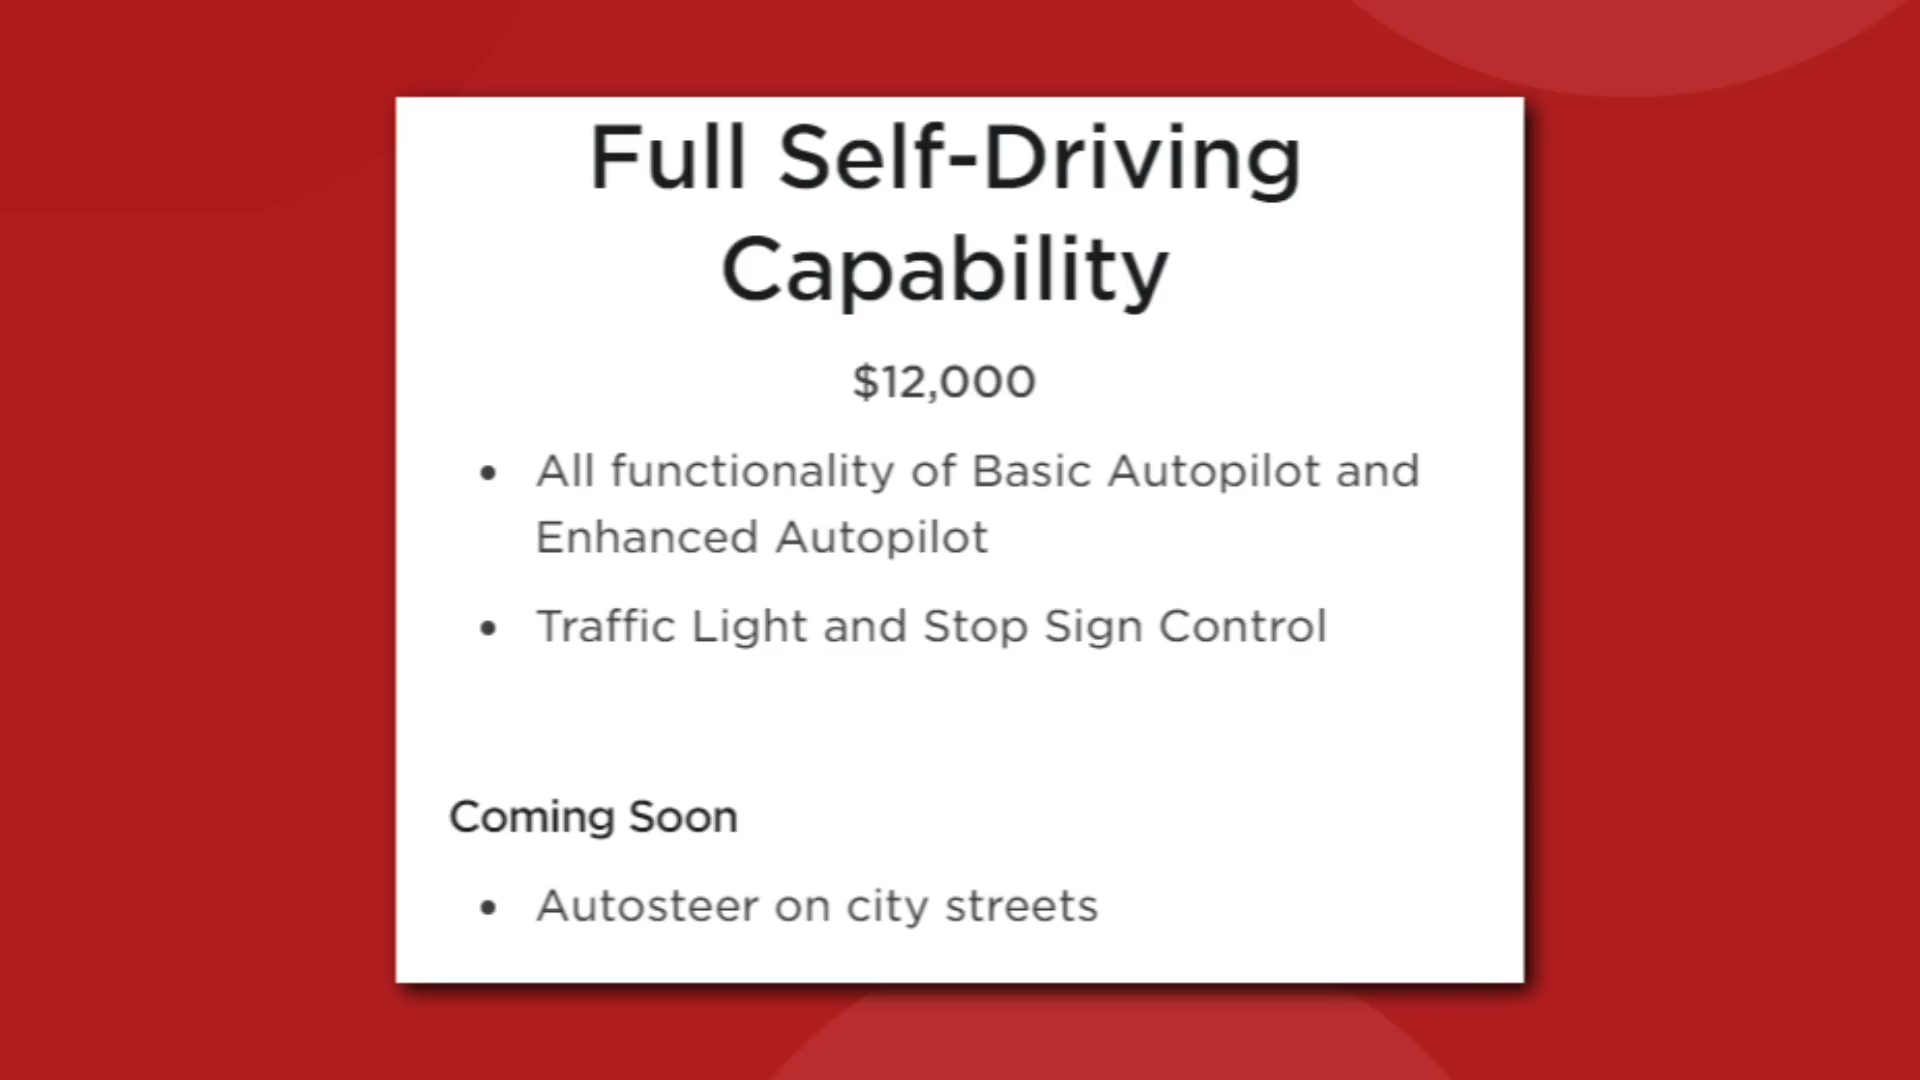 Full Self-Driving
Capability
$12,000
• All functionality of Basic Autopilot and
Enhanced Autopilot
• Traffic Light and Stop Sign Control
Coming Soon
• Autosteer on city streets